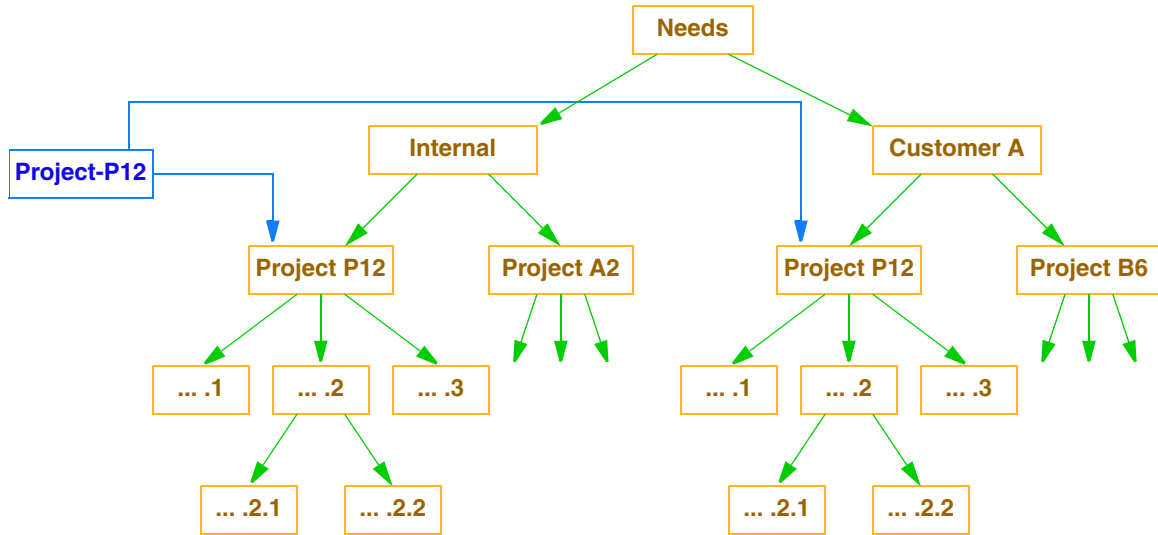 Needs
Internal
Customer A
Project-P12
Project P12
Project A2
Project P12
Project B6
... .1
... .2
... .3
... .1
... .2
... .3
... .2.1
... .2.2
... .2.1
... .2.2